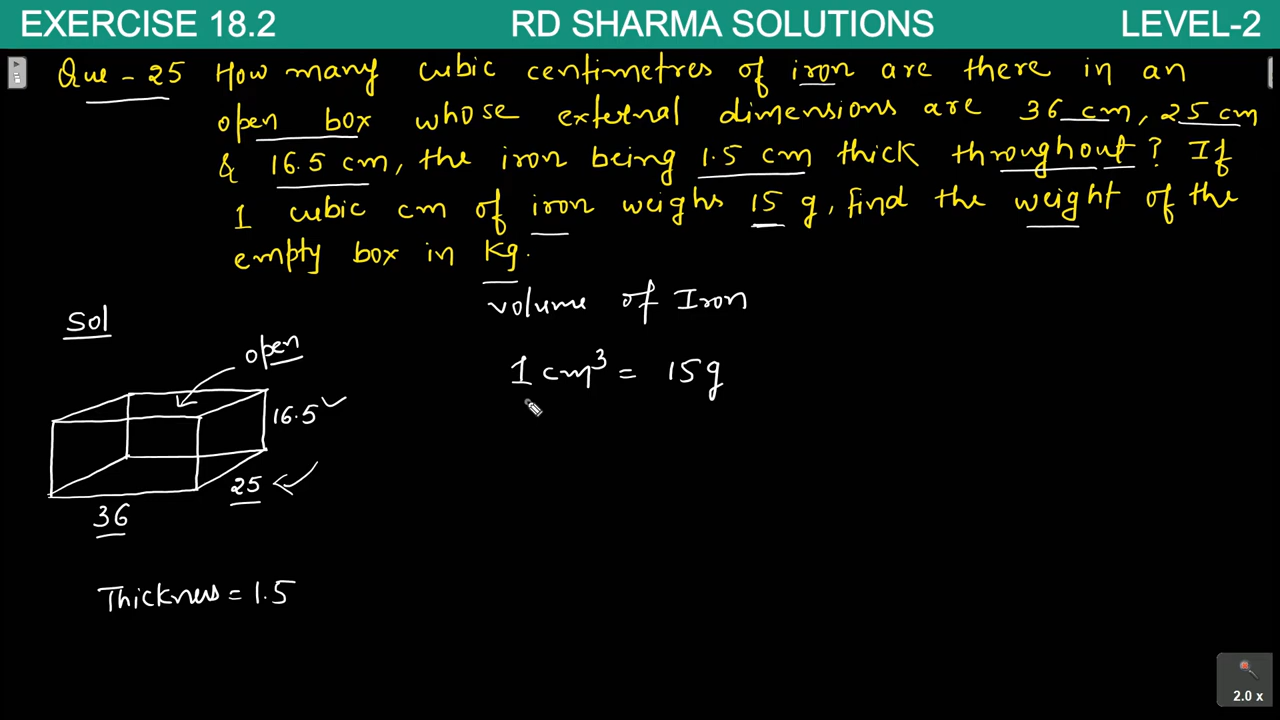 EXERCISE 18.2 RD SHARMA SOLUTIONS LEVEL-2
Que - 25 How many cubic centimetres of iron are there in an
open box whose external dimensions are 36 cm, 25 cm
& 16.5 cm, the iron being 1.5 cm thick throughout? If
1 cubic cm of iron weighs 15 g, find the weight of the
empty box in Kg.
volume of Iron
Sol
open
1 cm³ = 15g
16.5
25
36
Thickness = 1.5
2.0 x